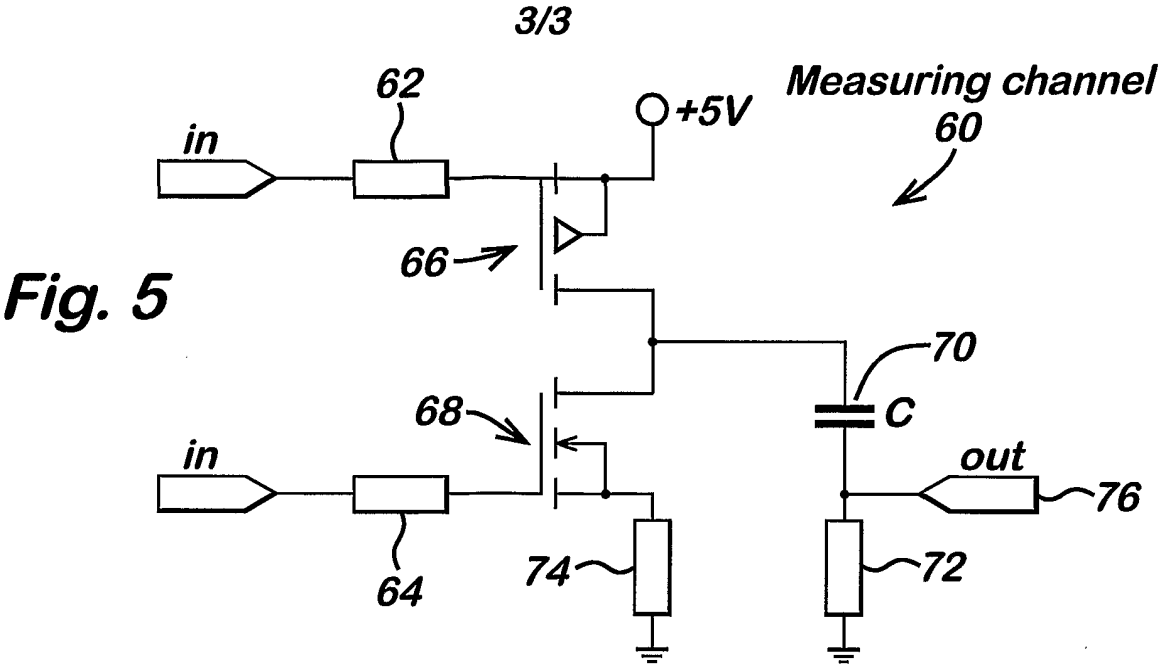 3/3
Measuring channel
60
62
+5V
in
66
Fig. 5
70
C
68
in
out
76
64
74
72